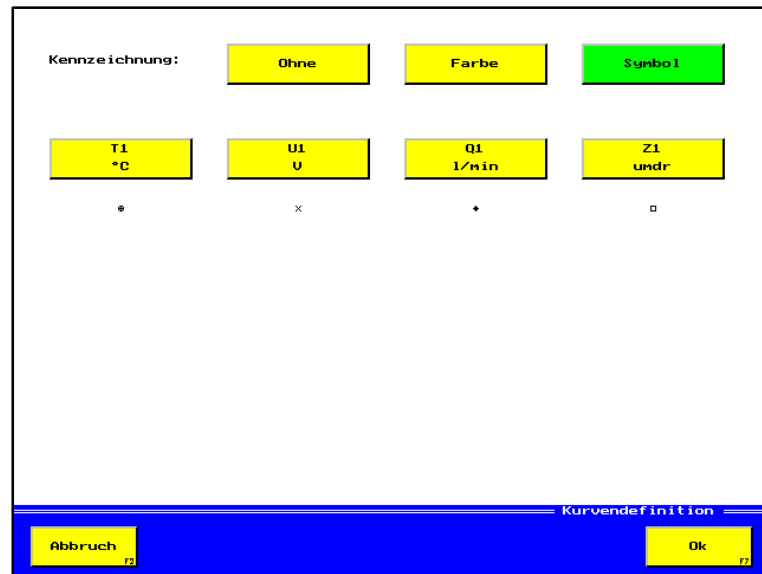 Kennzeichnung: Ohne Farbe Symbol
T1 U1 Q1 Z1
°C V l/min umdr
Kurvendefinition
Abbruch F2 Ok F7